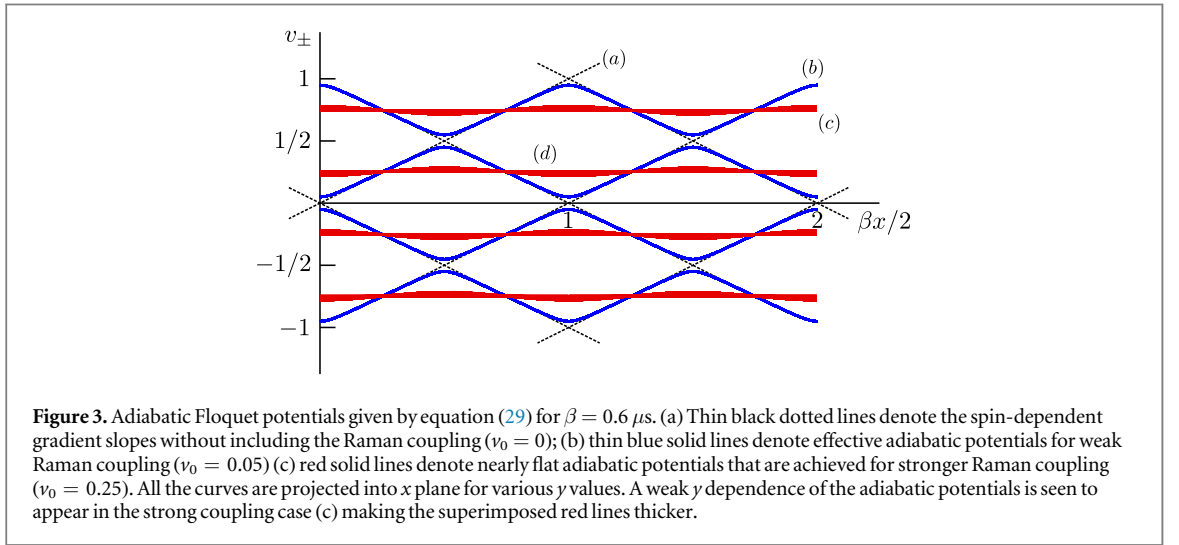 v±
(a)
(b)
1
(c)
1/2
(d)
1
2
βx/2
−1/2
−1
Figure 3. Adiabatic Floquet potentials given by equation (29) for β = 0.6 μs. (a) Thin black dotted lines denote the spin-dependent
gradient slopes without including the Raman coupling (v₀ = 0); (b) thin blue solid lines denote effective adiabatic potentials for weak
Raman coupling (v₀ = 0.05) (c) red solid lines denote nearly flat adiabatic potentials that are achieved for stronger Raman coupling
(v₀ = 0.25). All the curves are projected into x plane for various y values. A weak y dependence of the adiabatic potentials is seen to
appear in the strong coupling case (c) making the superimposed red lines thicker.